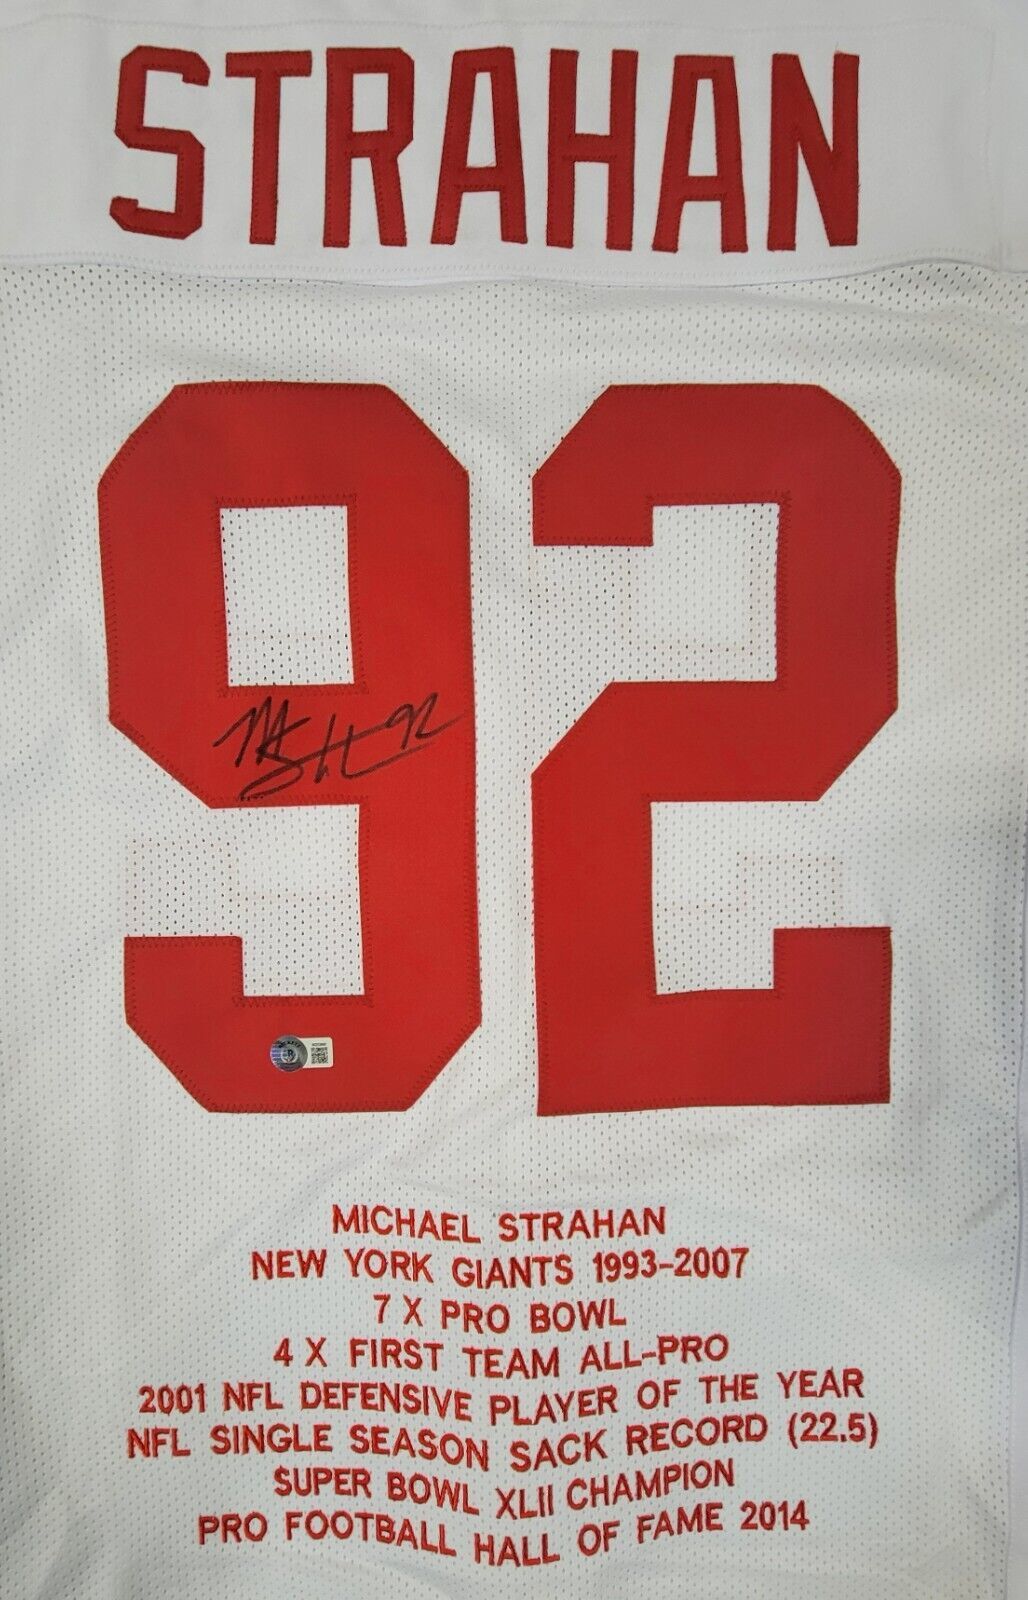 STRAHAN
92
MICHAEL STRAHAN
NEW YORK GIANTS 1993-2007
7 X PRO BOWL
4 X FIRST TEAM ALL-PRO
2001 NFL DEFENSIVE PLAYER OF THE YEAR
NFL SINGLE SEASON SACK RECORD (22.5)
SUPER BOWL XLII CHAMPION
PRO FOOTBALL HALL OF FAME 2014